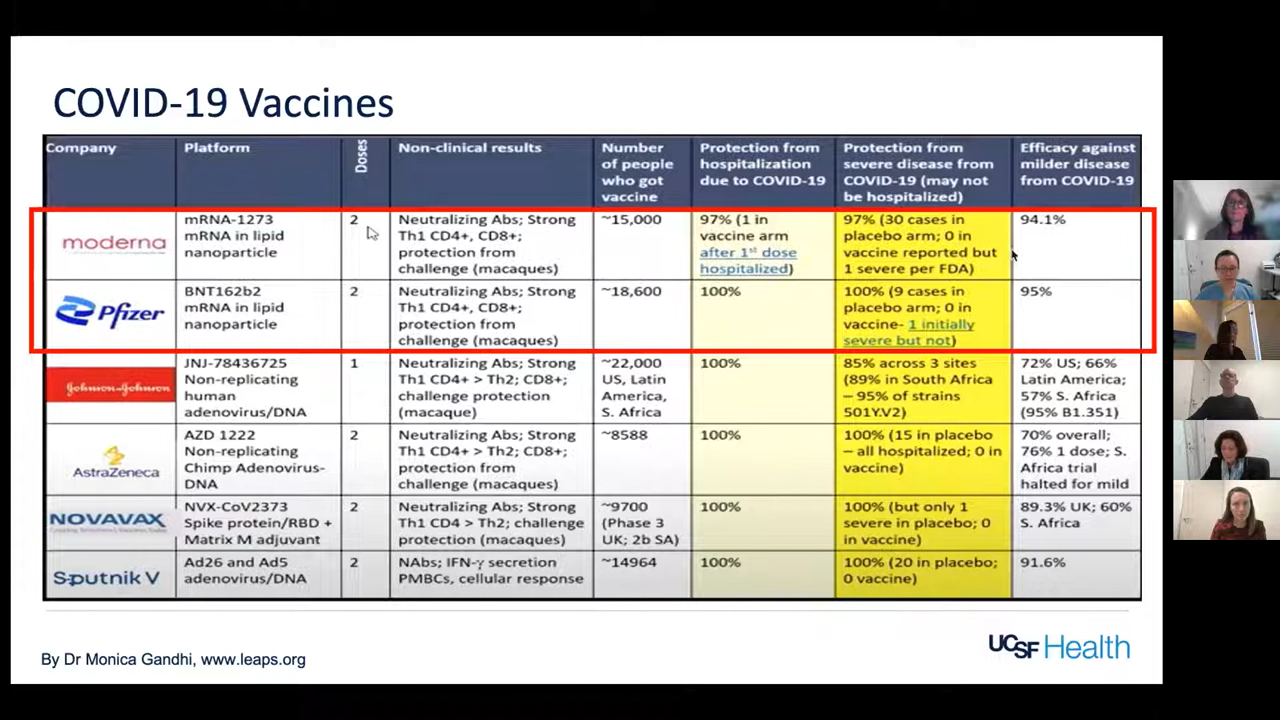 COVID-19 Vaccines
Company
Platform
Doses
Non-clinical results
Number
of people
who got
vaccine
Protection from
hospitalization
due to COVID-19
Protection from
severe disease from
COVID-19 (may not
be hospitalized)
Efficacy against
milder disease
from COVID-19
moderna
mRNA-1273
mRNA in lipid
nanoparticle
2
Neutralizing Abs; Strong
Th1 CD4+, CD8+;
protection from
challenge (macaques)
~15,000
97% (1 in
vaccine arm
after 1st dose
hospitalized)
97% (30 cases in
placebo arm; 0 in
vaccine reported but
1 severe per FDA)
94.1%
Pfizer
BNT162b2
mRNA in lipid
nanoparticle
2
Neutralizing Abs; Strong
Th1 CD4+, CD8+;
protection from
challenge (macaques)
~18,600
100%
100% (9 cases in
placebo arm; 0 in
vaccine- 1 initially
severe but not)
95%
Johnson-Johnson
JNJ-78436725
Non-replicating
human
adenovirus/DNA
1
Neutralizing Abs; Strong
Th1 CD4+ > Th2; CD8+;
challenge protection
(macaque)
~22,000
US, Latin
America,
S. Africa
100%
85% across 3 sites
(89% in South Africa
– 95% of strains
501Y.V2)
72% US; 66%
Latin America;
57% S. Africa
(95% B1.351)
AstraZeneca
AZD 1222
Non-replicating
Chimp Adenovirus-
DNA
2
Neutralizing Abs; Strong
Th1 CD4+ > Th2; CD8+;
protection from
challenge (macaques)
~8588
100%
100% (15 in placebo
– all hospitalized; 0 in
vaccine)
70% overall;
76% 1 dose; S.
Africa trial
halted for mild
NOVAVAX
NVX-CoV2373
Spike protein/RBD +
Matrix M adjuvant
2
Neutralizing Abs; Strong
Th1 CD4 > Th2; challenge
protection (macaques)
~9700
(Phase 3
UK; 2b SA)
100%
100% (but only 1
severe in placebo; 0
in vaccine)
89.3% UK; 60%
S. Africa
Sputnik V
Ad26 and Ad5
adenovirus/DNA
2
NAbs; IFN-γ secretion
PMBCs, cellular response
~14964
100%
100% (20 in placebo;
0 vaccine)
91.6%
By Dr Monica Gandhi, www.leaps.org
UCSF Health